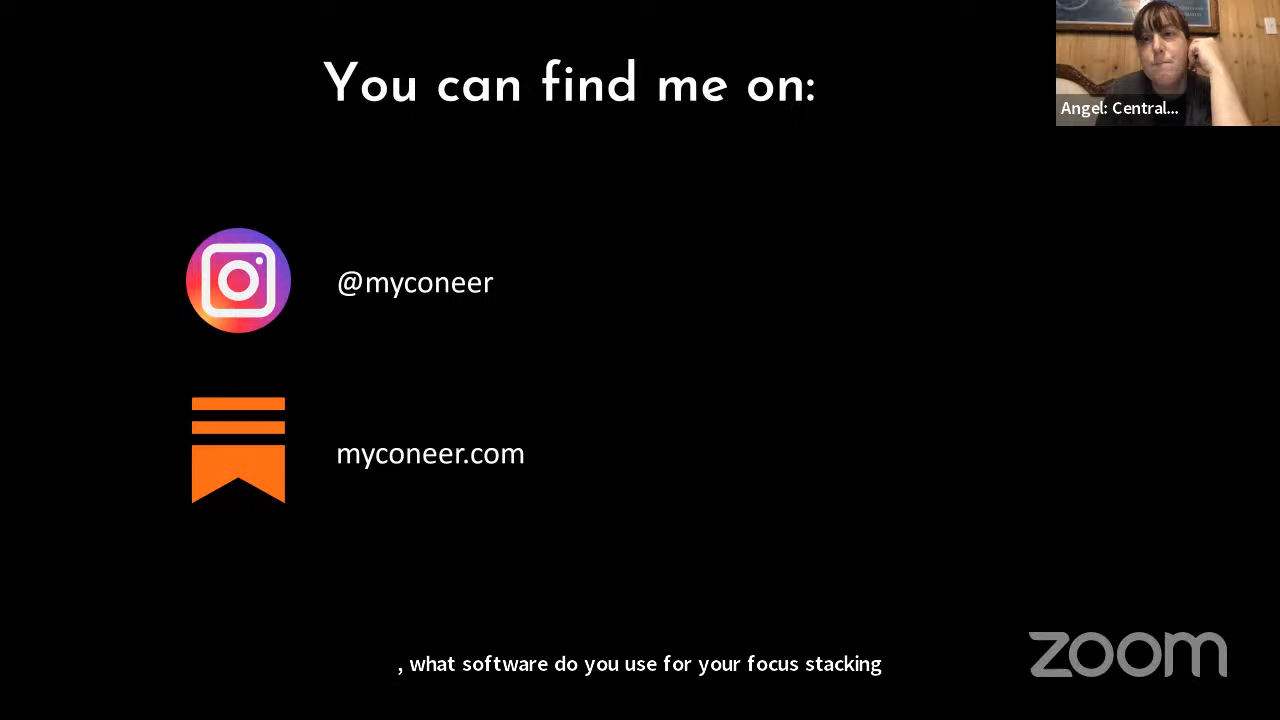 You can find me on:
Angel: Central...
@myconeer
myconeer.com
, what software do you use for your focus stacking
zoom